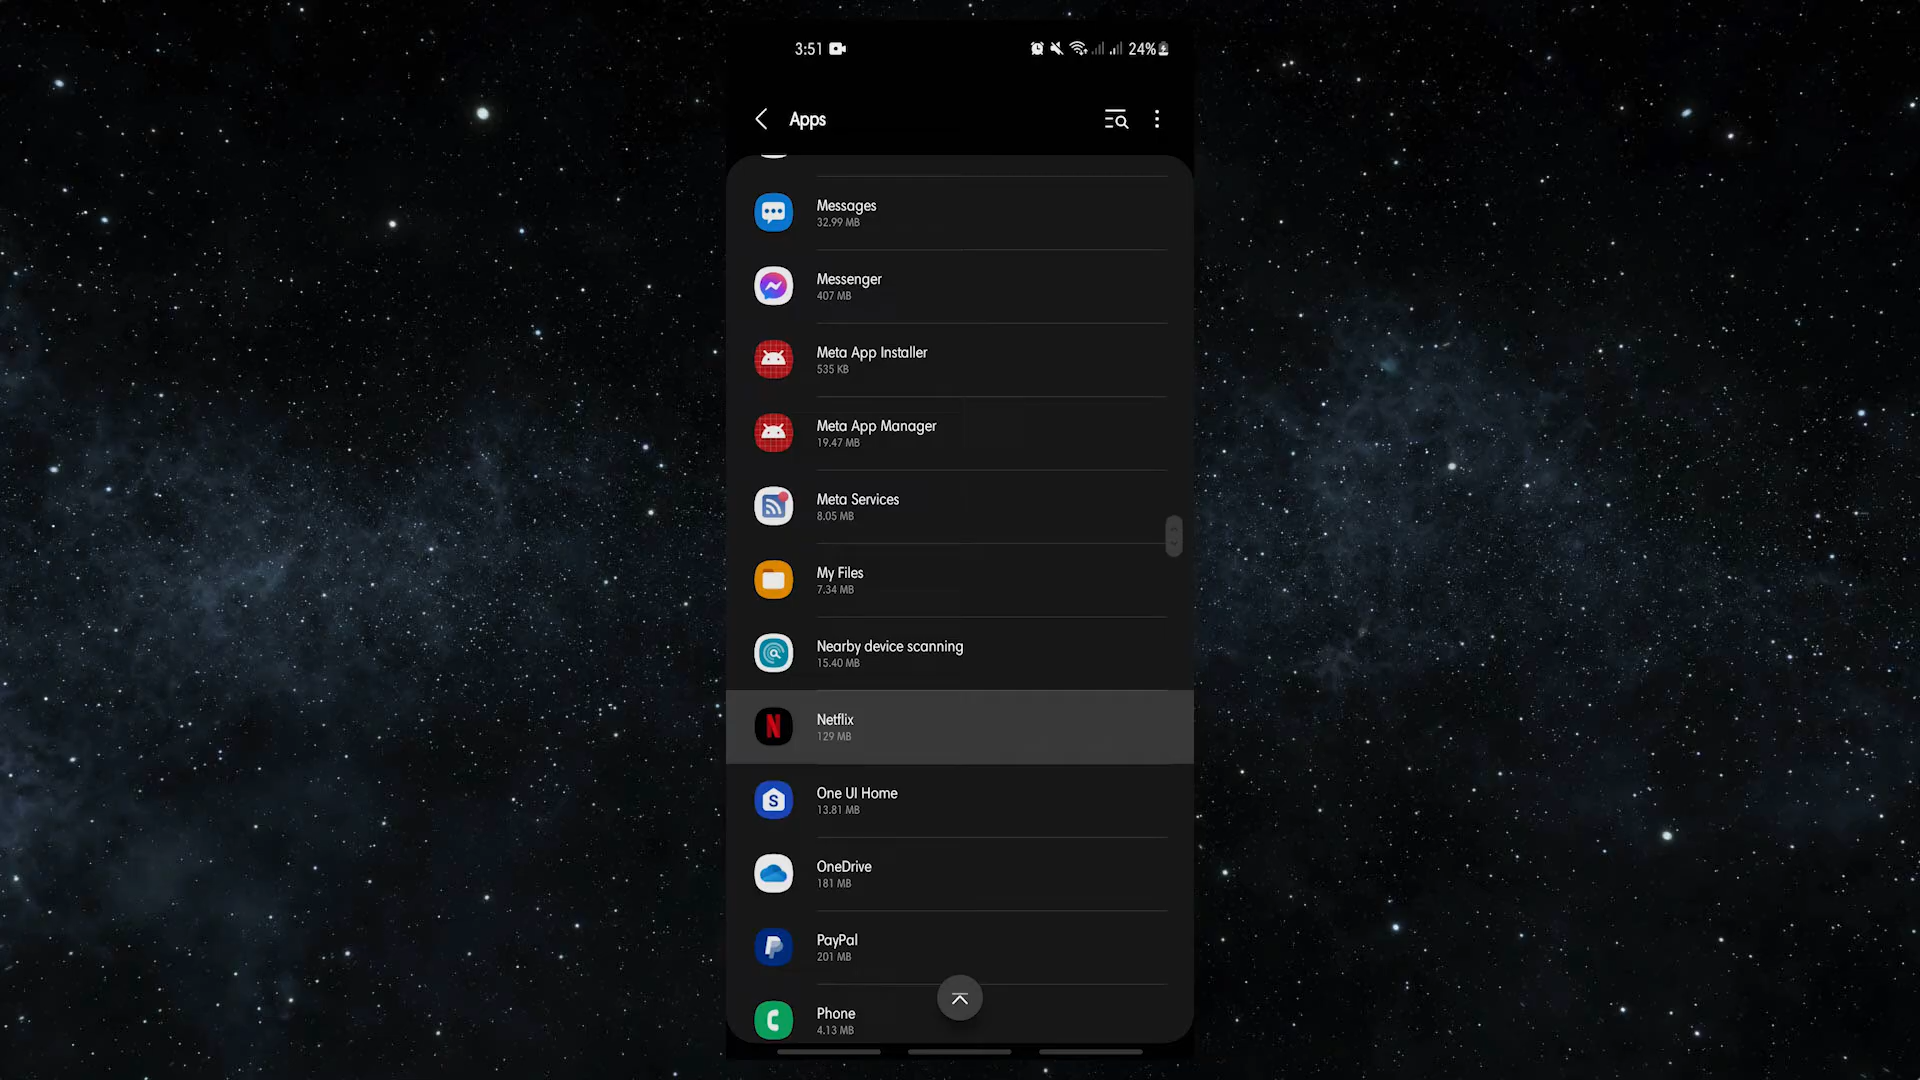 3:51 24%
Apps
Messages
32.99 MB
Messenger
407 MB
Meta App Installer
535 KB
Meta App Manager
19.47 MB
Meta Services
8.05 MB
My Files
7.34 MB
Nearby device scanning
15.40 MB
N
Netflix
129 MB
S
One UI Home
13.81 MB
OneDrive
181 MB
PayPal
201 MB
Phone
4.13 MB